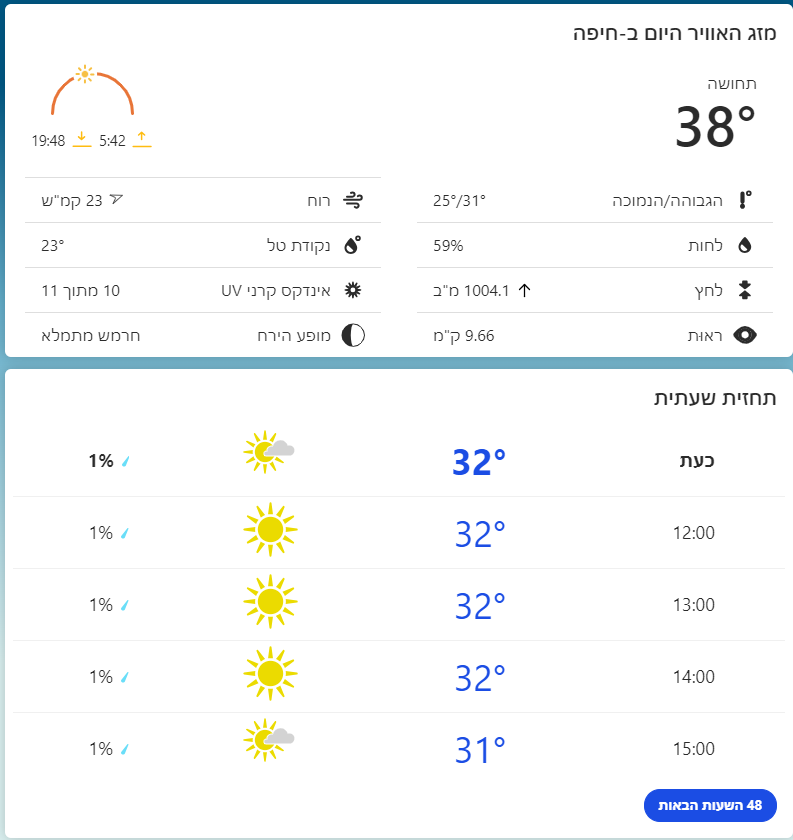 מזג האוויר היום ב-חיפה
תחושה
38°
5:42 19:48
הגבוהה/הנמוכה 25°/31°
רוח 23 קמ"ש
לחות 59%
נקודת טל 23°
לחץ 1004.1 מ"ב
אינדקס קרני UV 10 מתוך 11
ראות 9.66 ק"מ
מופע הירח חרמש מתמלא
תחזית שעתית
כעת 32° 1%
12:00 32° 1%
13:00 32° 1%
14:00 32° 1%
15:00 31° 1%
48 השעות הבאות